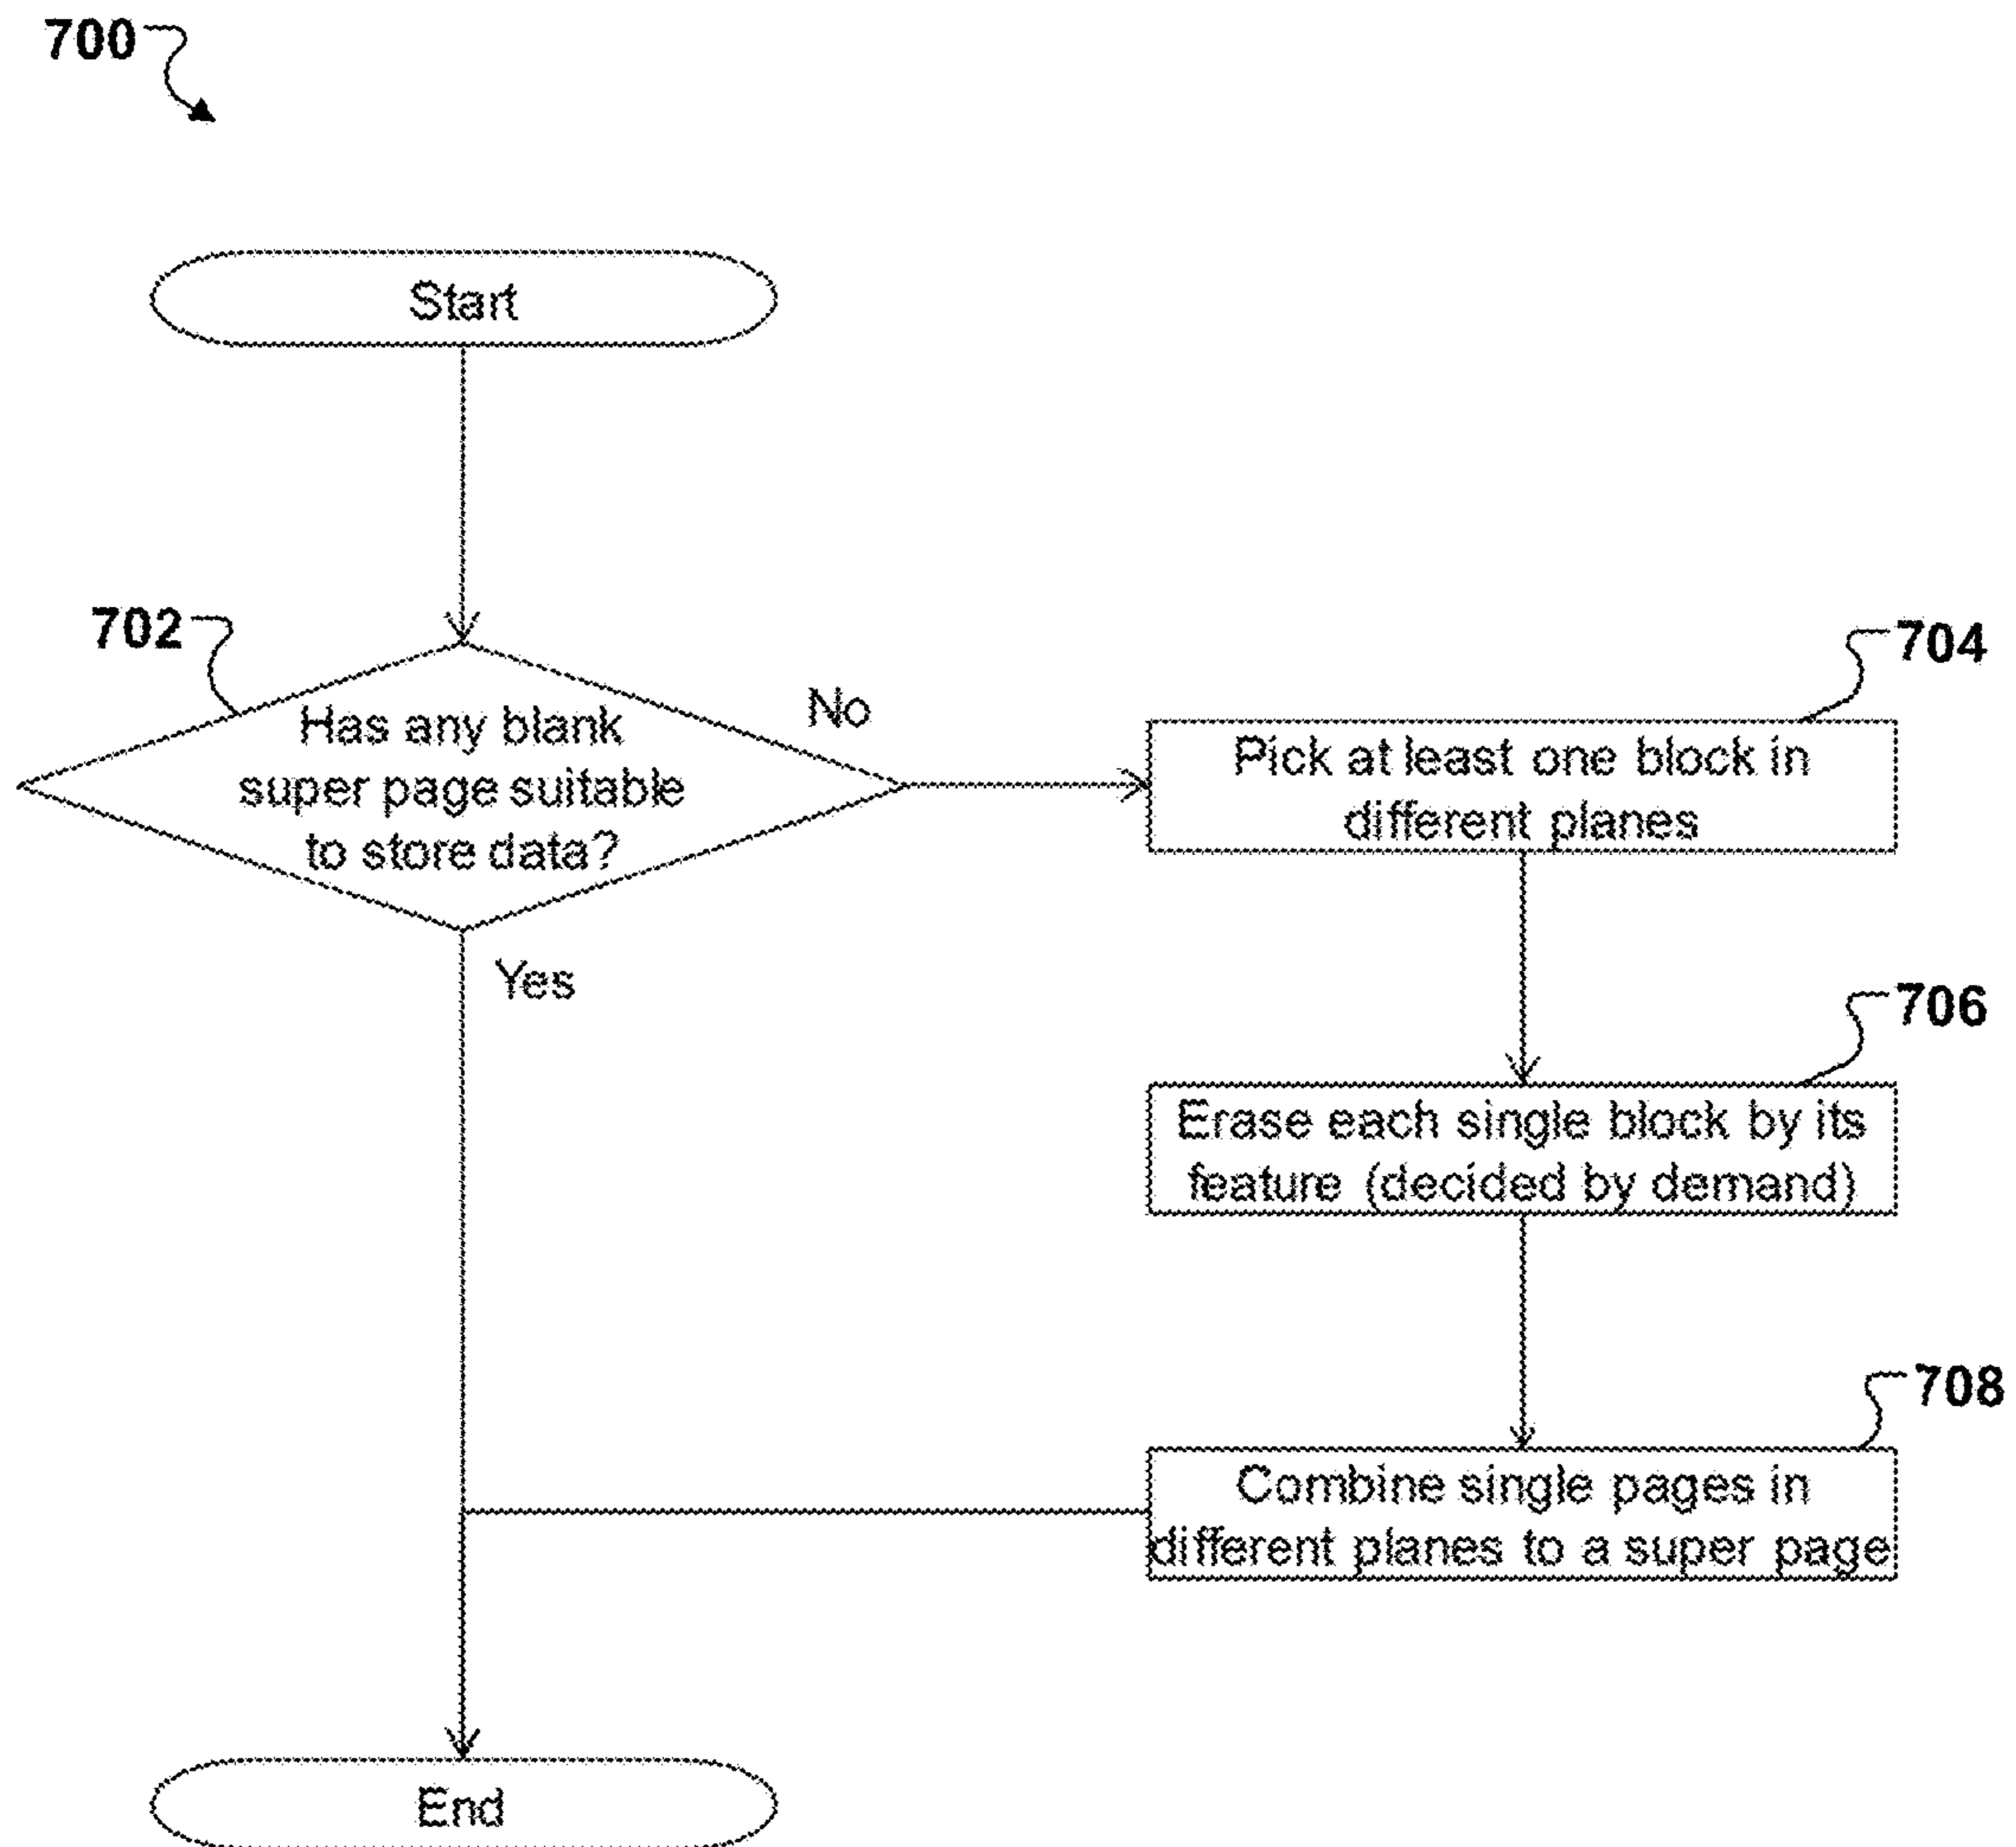 700
Start
702
Has any blank
super page suitable
to store data?
No
Yes
704
Pick at least one block in
different planes
706
Erase each single block by its
feature (decided by demand)
708
Combine single pages in
different planes to a super page
End